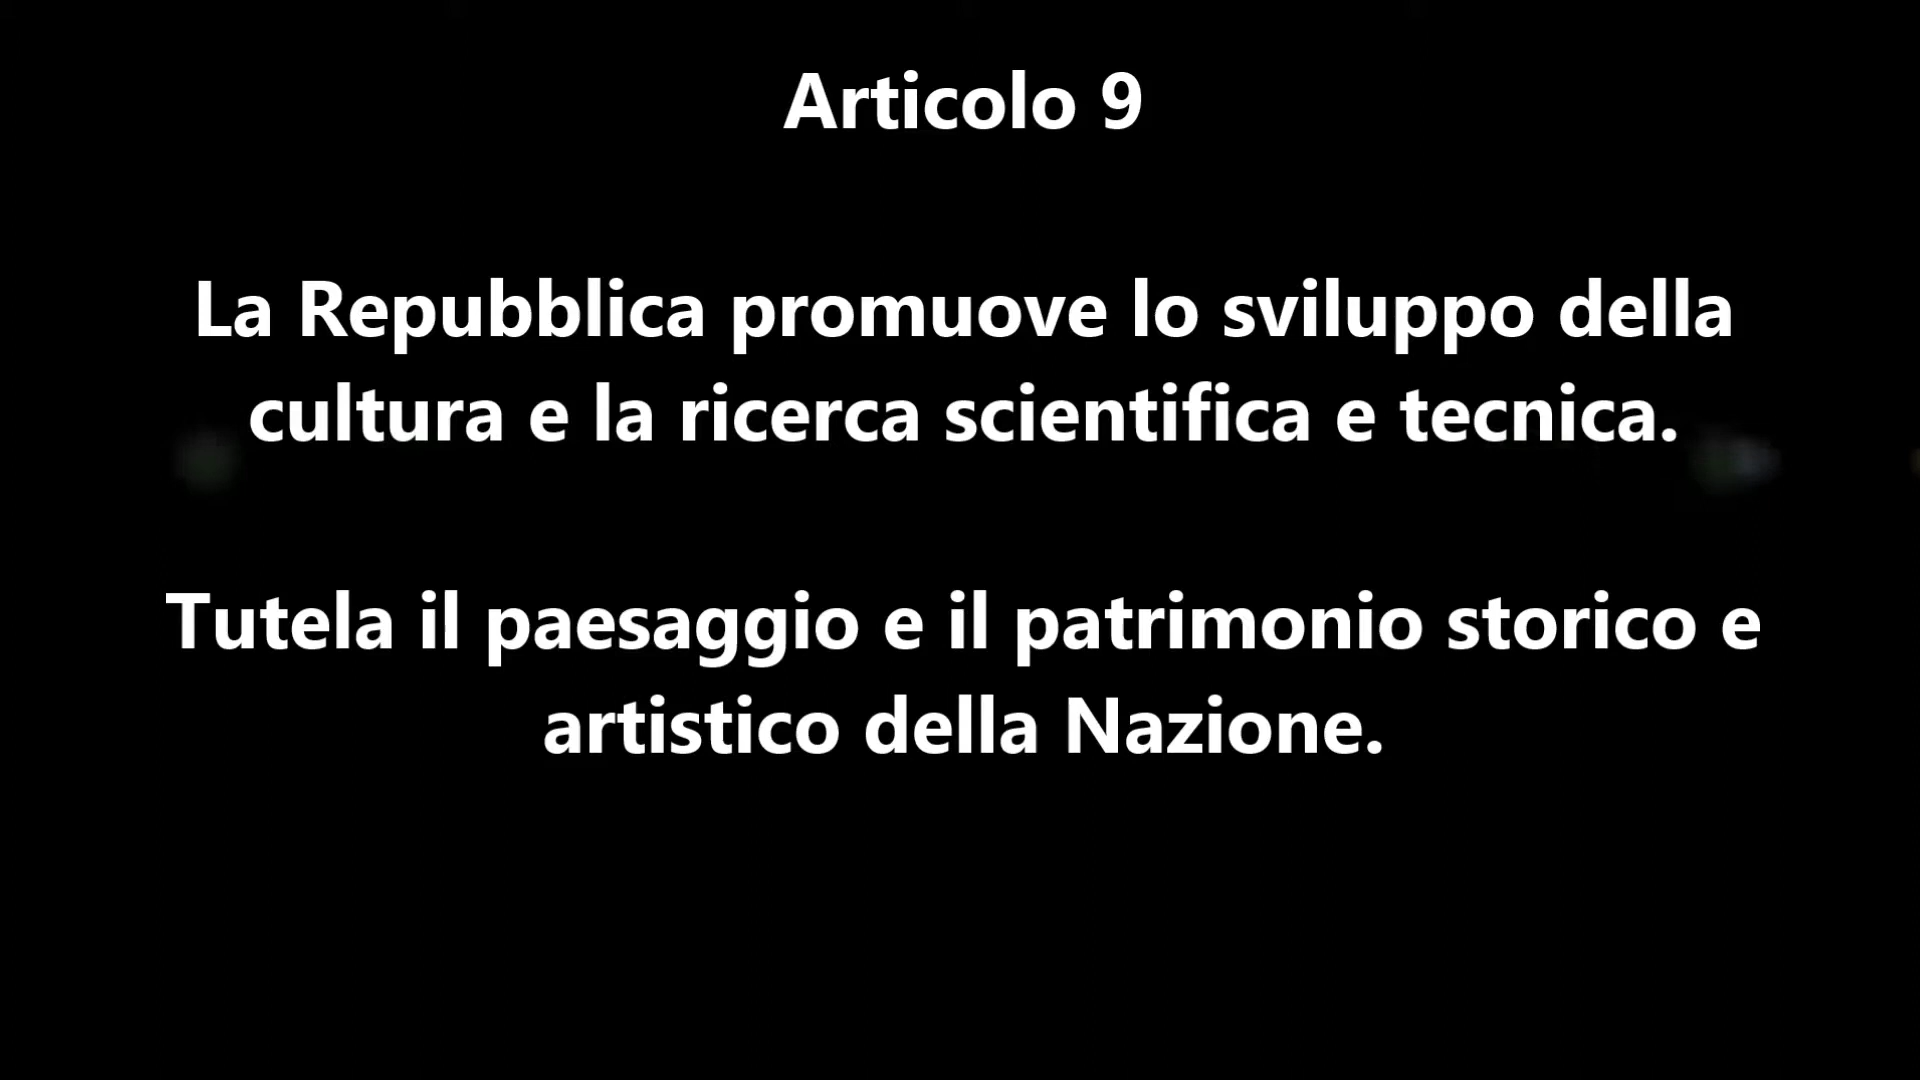 Articolo 9
La Repubblica promuove lo sviluppo della
cultura e la ricerca scientifica e tecnica.
Tutela il paesaggio e il patrimonio storico e
artistico della Nazione.